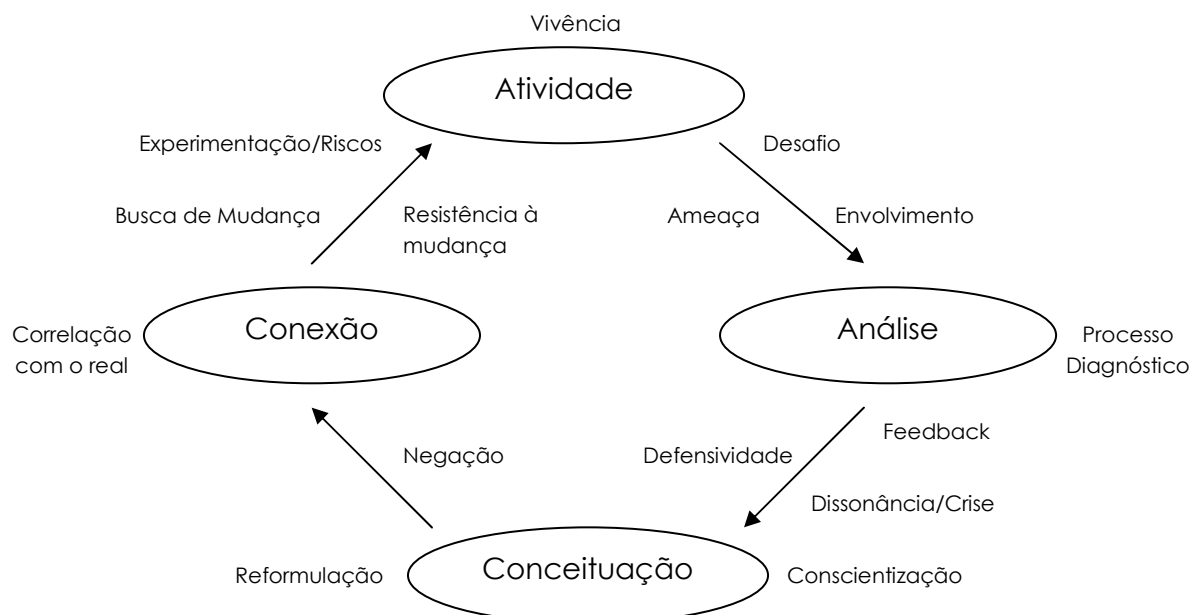 Vivência
Atividade
Experimentação/Riscos
Desafio
Busca de Mudança
Resistência à
mudança
Ameaça
Envolvimento
Correlação
com o real
Conexão
Análise
Processo
Diagnóstico
Negação
Defensividade
Feedback
Dissonância/Crise
Reformulação
Conceituação
Conscientização